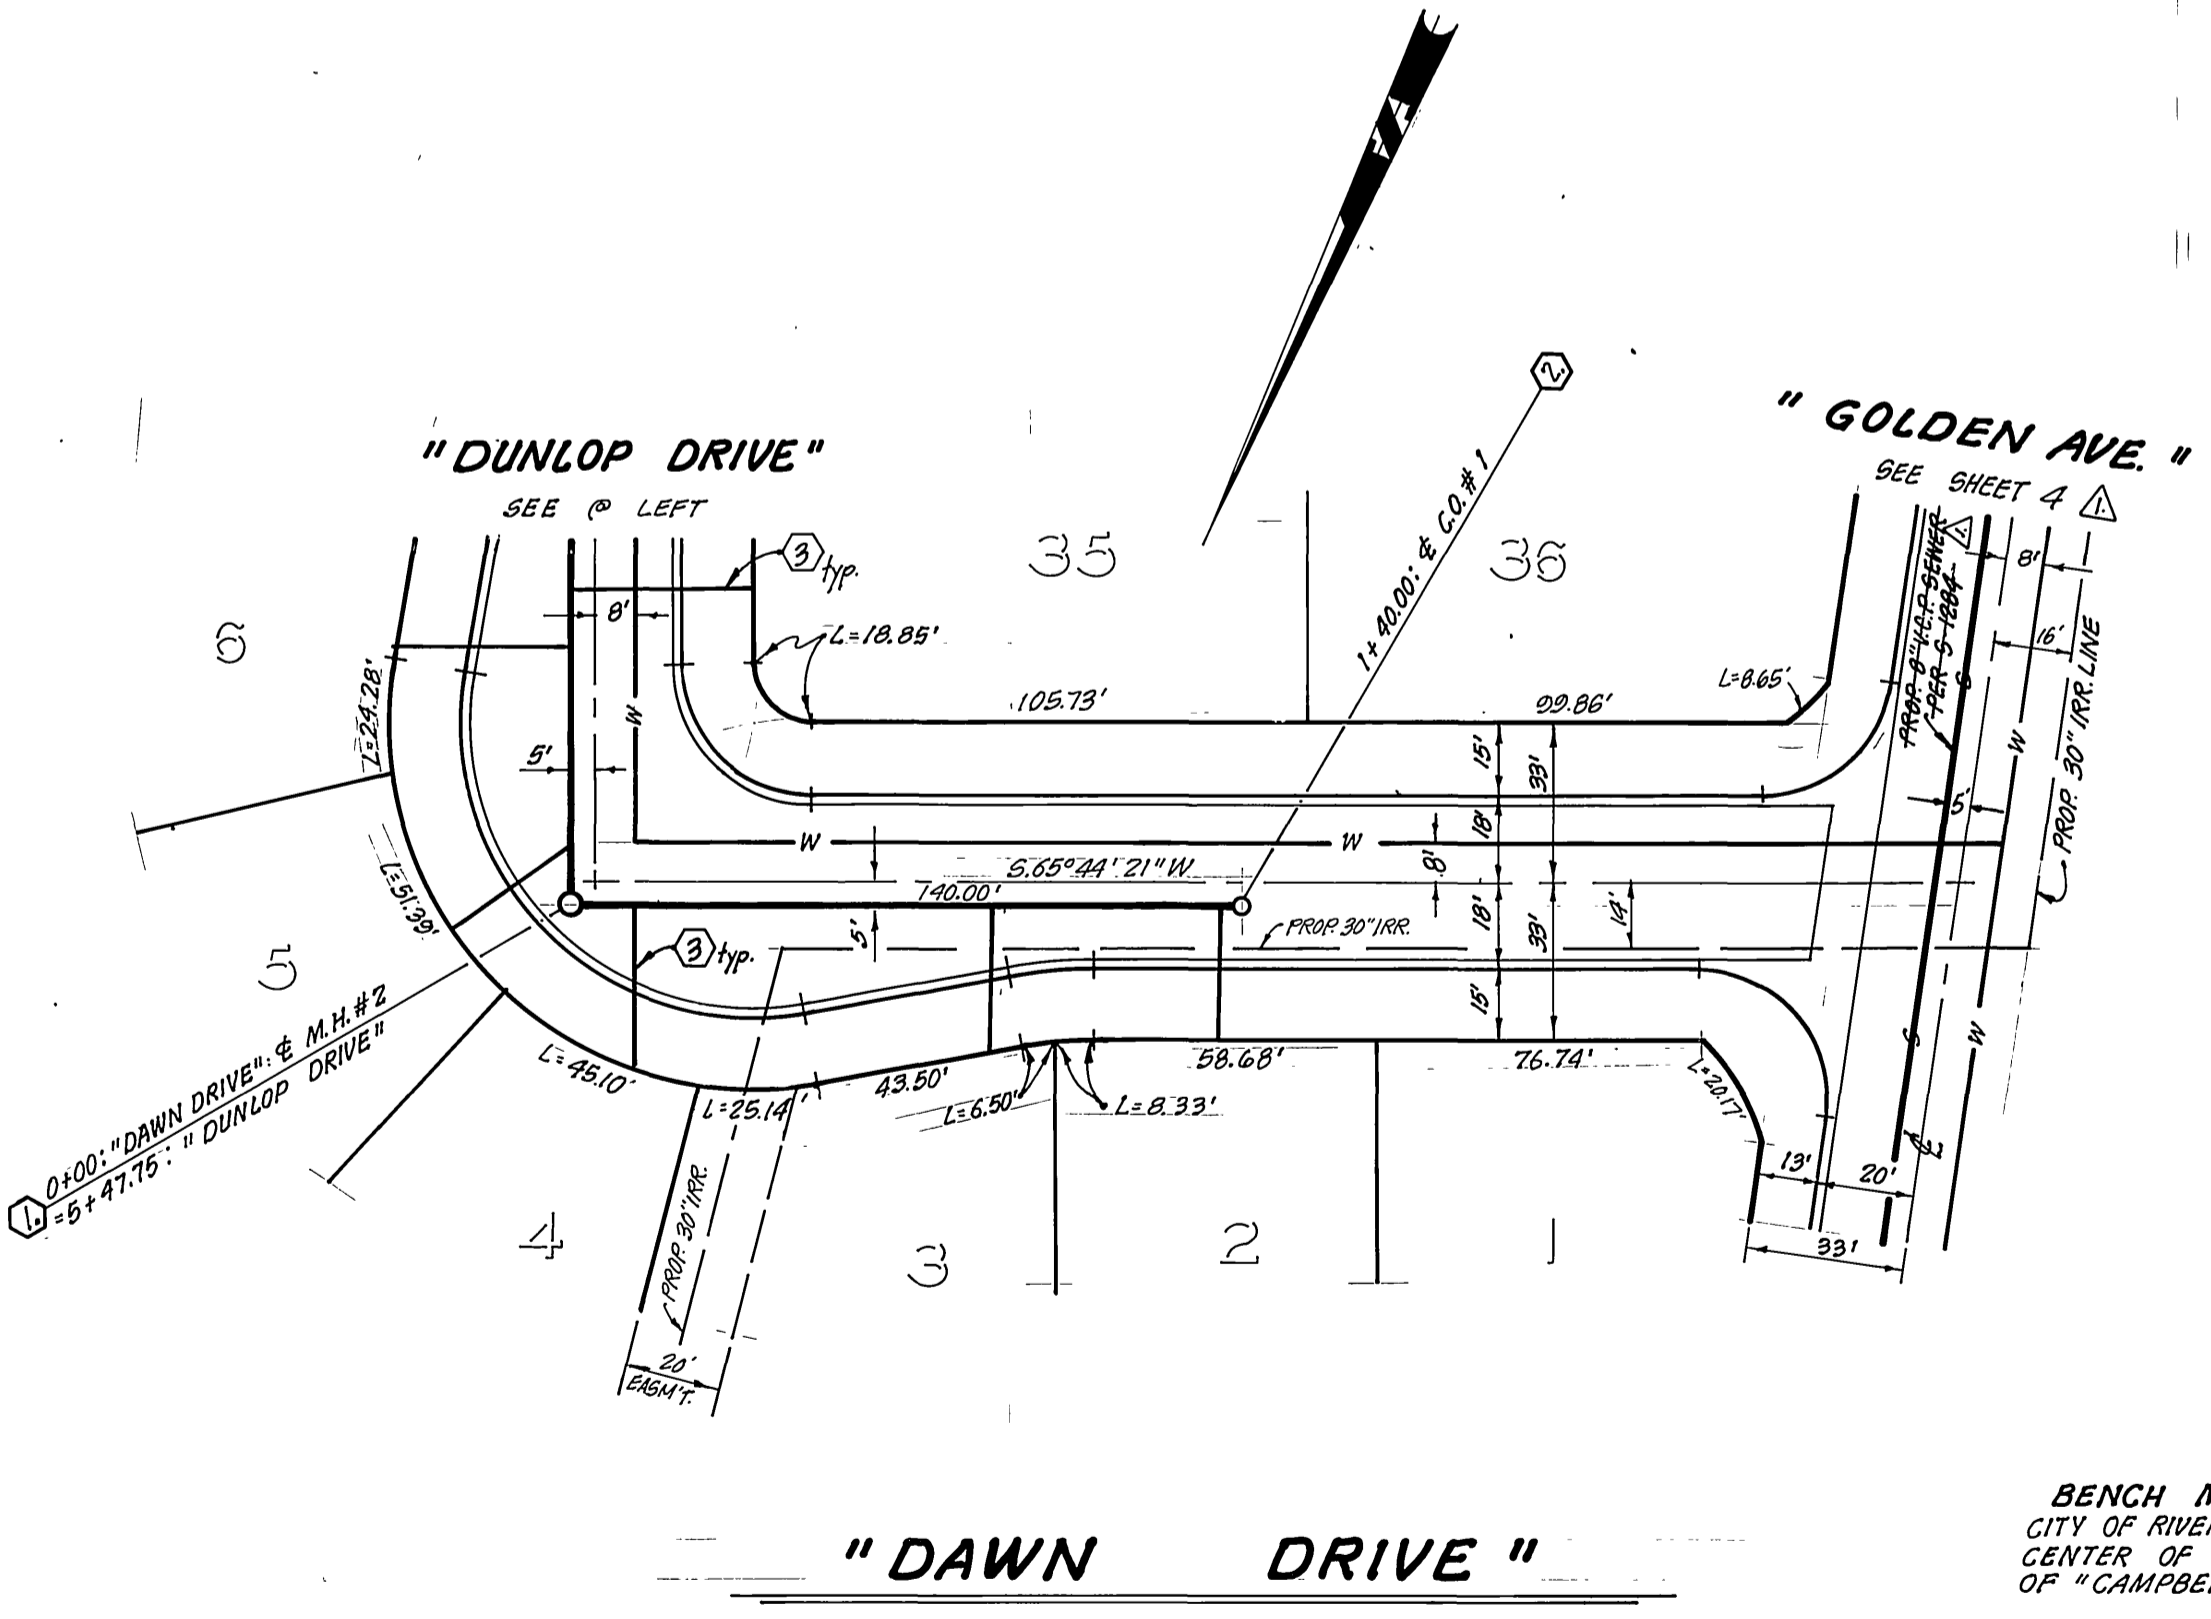 "DUNLOP DRIVE"
SEE @ LEFT
" GOLDEN AVE. "
SEE SHEET 4 1.
2.
1+40.00: ℄ C.O. #1
35
36
6
3 typ.
8'
L=18.85'
105.73'
99.86'
L=8.65'
PROP. 8" V.C.P. SEWER 1.
PER S-1284
8'
16'
PROP. 30" IRR. LINE
L=24.28'
W
5'
15'
33'
S
W
5'
W
W
18'
8'
S.65°44'21"W
140.00'
5'
PROP. 30" IRR.
18'
33'
14'
3 typ.
L=51.39'
5
15'
S
W
L=45.10'
L=25.14'
43.50'
L=6.50'
L=8.33'
58.68'
76.74'
L=20.17'
℄
13'
20'
33'
1. 0+00: "DAWN DRIVE": ℄ M.H. #2
=5+47.75: "DUNLOP DRIVE"
4
3
2
1
PROP. 30" IRR.
20'
EASM'T.
"DAWN DRIVE"
BENCH
CITY OF
CENTER OF
OF